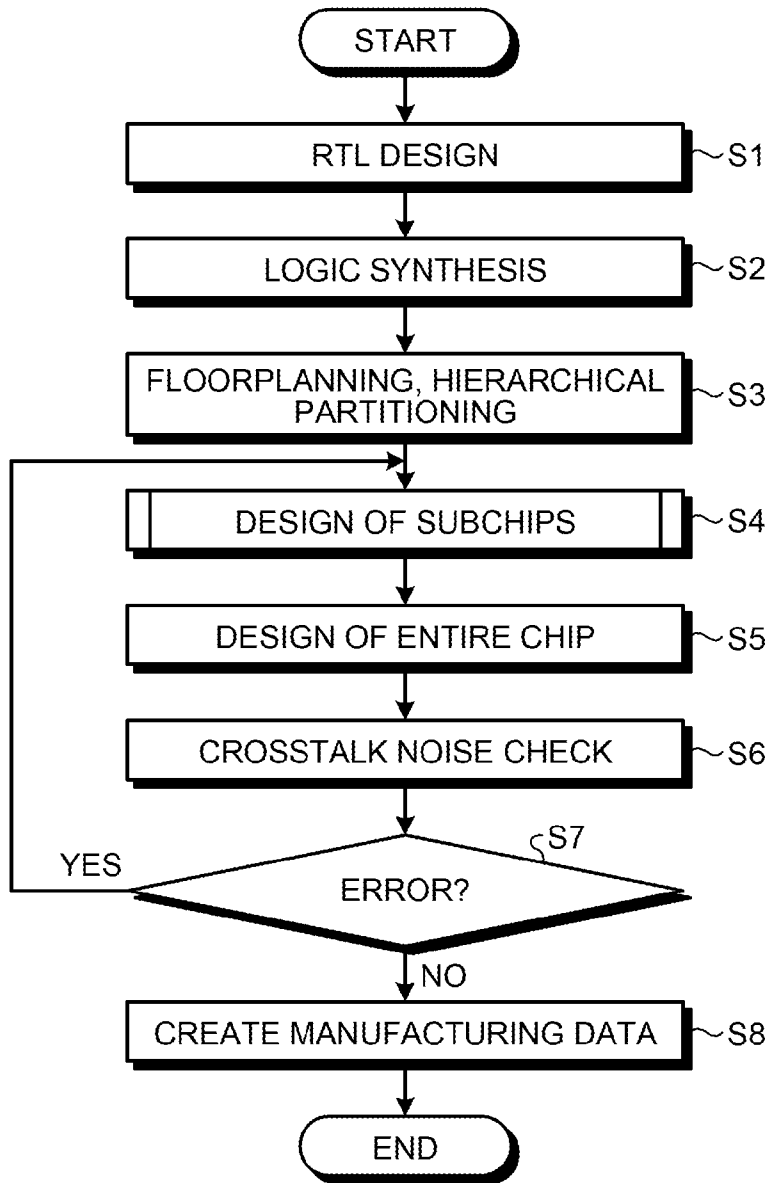 START
RTL DESIGN
S1
LOGIC SYNTHESIS
S2
FLOORPLANNING, HIERARCHICAL
PARTITIONING
S3
DESIGN OF SUBCHIPS
S4
DESIGN OF ENTIRE CHIP
S5
CROSSTALK NOISE CHECK
S6
S7
YES
ERROR?
NO
CREATE MANUFACTURING DATA
S8
END